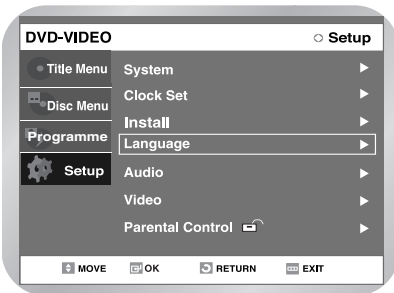 DVD-VIDEO Setup
Title Menu
Disc Menu
Programme
Setup
System
Clock Set
Install
Language
Audio
Video
Parental Control
MOVE OK RETURN EXIT